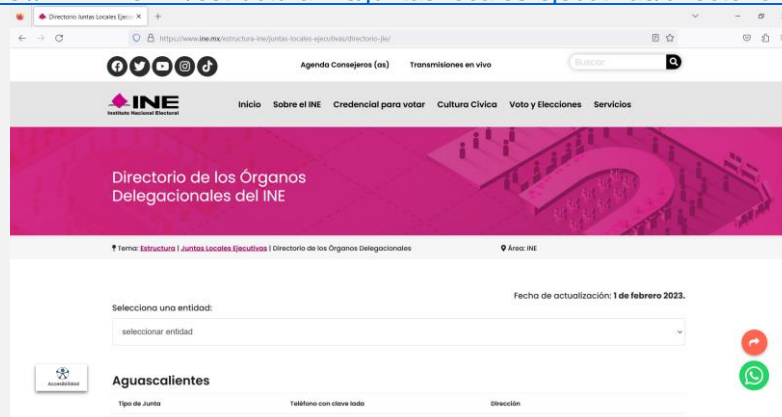 Directorio Juntas Locales Ejecu
https://www.ine.mx/estructura-ine/juntas-locales-ejecutivas/directorio-jle/
Agenda Consejeros (as) Transmisiones en vivo Buscar
INE
Instituto Nacional Electoral
Inicio Sobre el INE Credencial para votar Cultura Cívica Voto y Elecciones Servicios
Directorio de los Órganos
Delegacionales del INE
Tema: Estructura | Juntas Locales Ejecutivas | Directorio de los Órganos Delegacionales Área: INE
Fecha de actualización: 1 de febrero 2023.
Selecciona una entidad:
seleccionar entidad
Accesibilidad
Aguascalientes
Tipo de Junta Teléfono con clave lada Dirección